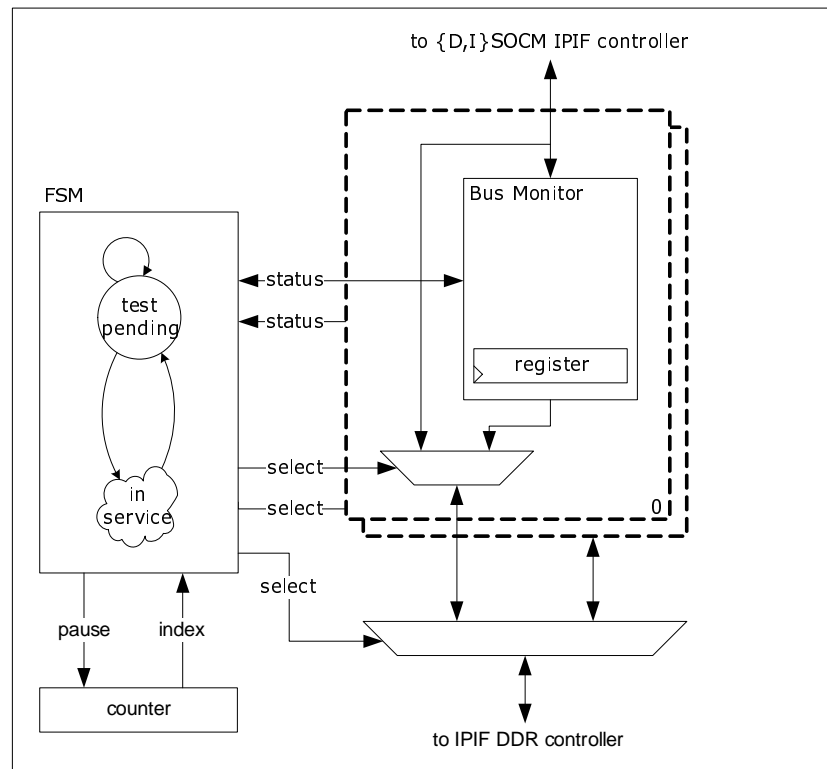 to {D,I}SOCM IPIF controller
FSM
Bus Monitor
test
pending
status
status
register
select
in
service
select
0
select
pause
index
counter
to IPIF DDR controller